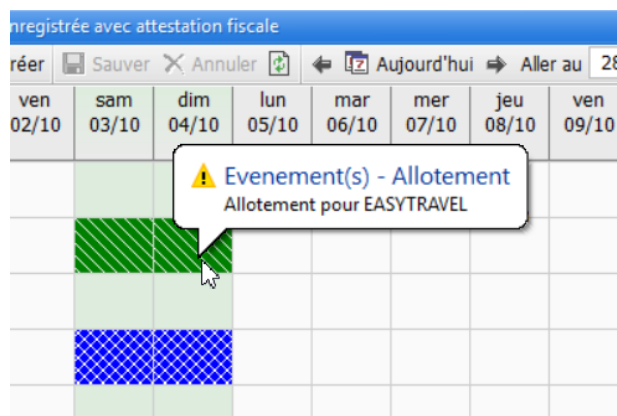 nregistrée avec attestation fiscale
réer Sauver Annuler Aujourd'hui Aller au 28
ven sam dim lun mar mer jeu ven
02/10 03/10 04/10 05/10 06/10 07/10 08/10 09/10
Evenement(s) - Allotement
Allotement pour EASYTRAVEL